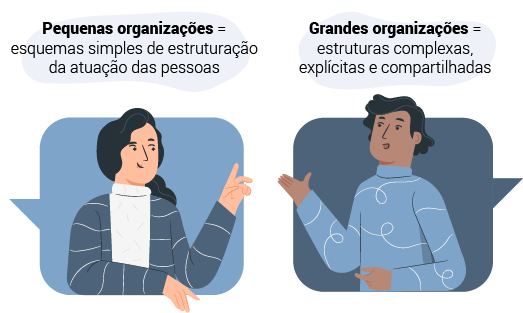 Pequenas organizações =
esquemas simples de estruturação
da atuação das pessoas
Grandes organizações =
estruturas complexas,
explícitas e compartilhadas